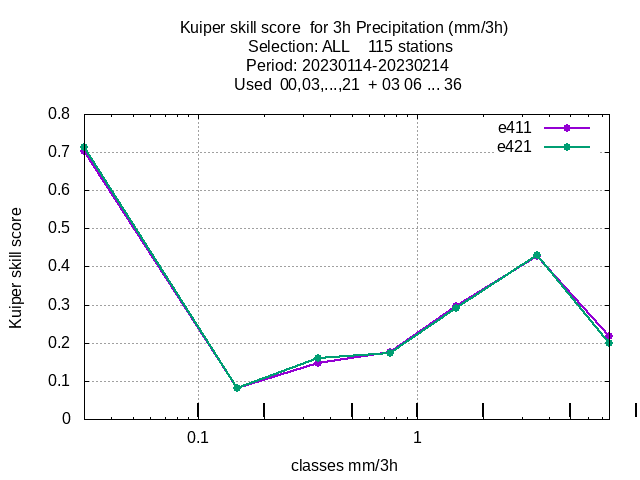 Kuiper skill score  for 3h Precipitation (mm/3h)
Selection: ALL    115 stations
Period: 20230114-20230214
Used  00,03,...,21  + 03 06 ... 36
0.8
0.7
0.6
0.5
0.4
0.3
0.2
0.1
0
Kuiper skill score
e411
e421
0.1
1
classes mm/3h